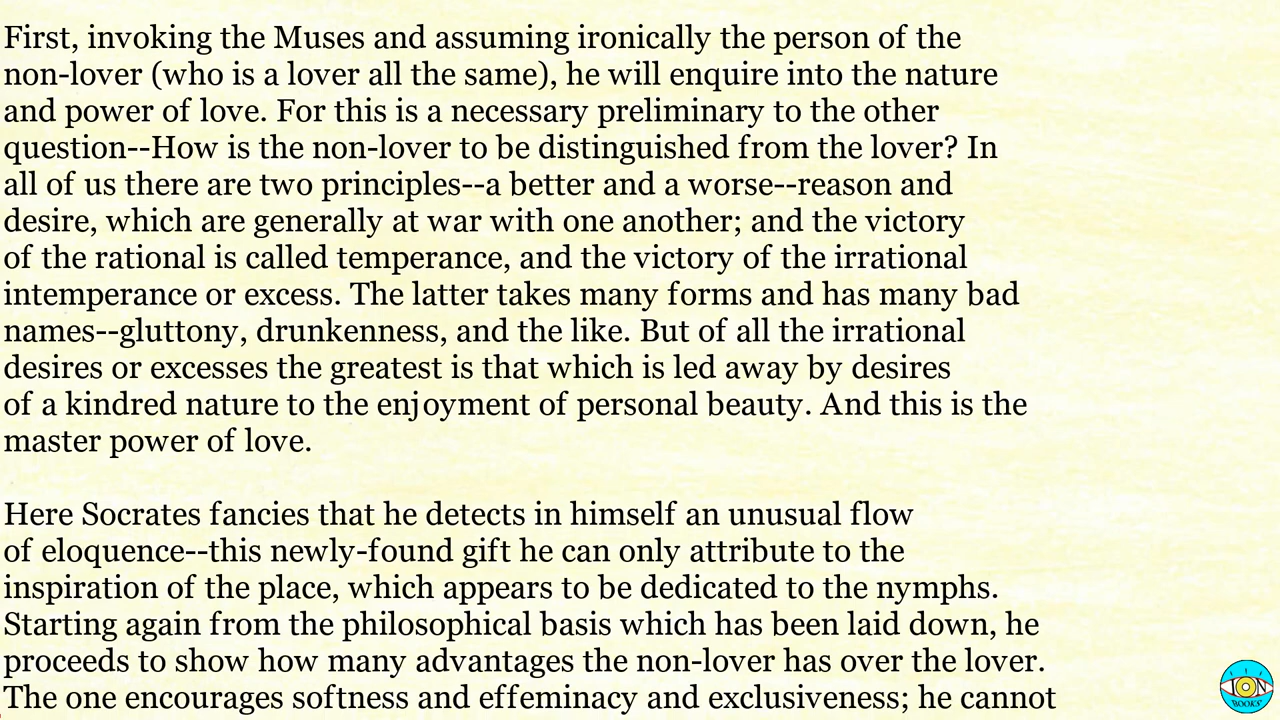 First, invoking the Muses and assuming ironically the person of the
non-lover (who is a lover all the same), he will enquire into the nature
and power of love. For this is a necessary preliminary to the other
question--How is the non-lover to be distinguished from the lover? In
all of us there are two principles--a better and a worse--reason and
desire, which are generally at war with one another; and the victory
of the rational is called temperance, and the victory of the irrational
intemperance or excess. The latter takes many forms and has many bad
names--gluttony, drunkenness, and the like. But of all the irrational
desires or excesses the greatest is that which is led away by desires
of a kindred nature to the enjoyment of personal beauty. And this is the
master power of love.
Here Socrates fancies that he detects in himself an unusual flow
of eloquence--this newly-found gift he can only attribute to the
inspiration of the place, which appears to be dedicated to the nymphs.
Starting again from the philosophical basis which has been laid down, he
proceeds to show how many advantages the non-lover has over the lover.
The one encourages softness and effeminacy and exclusiveness; he cannot
ION
BOOKS